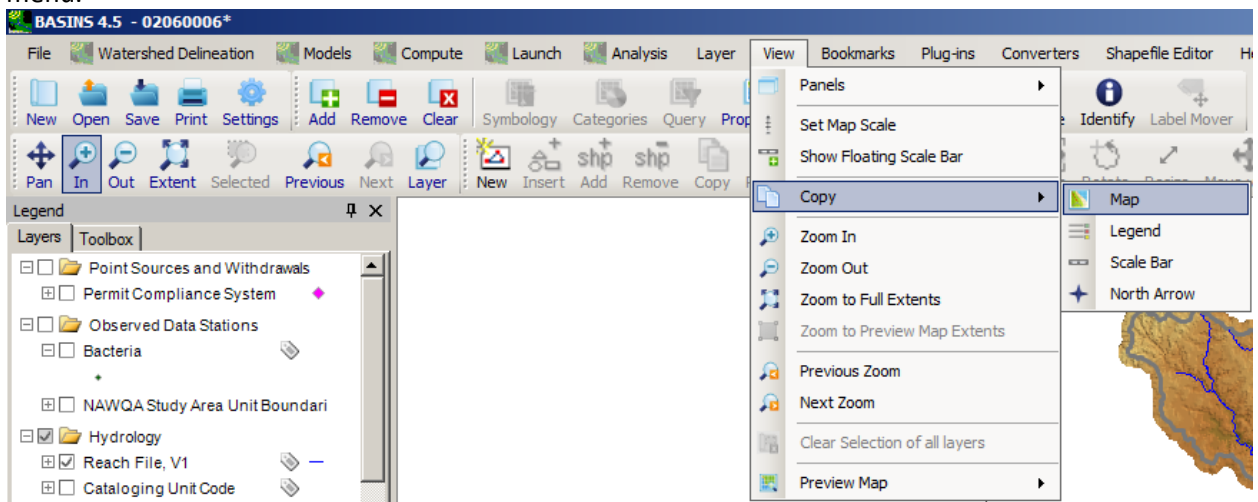 menu.
BASINS 4.5 - 02060006*
File Watershed Delineation Models Compute Launch Analysis Layer View Bookmarks Plug-ins Converters Shapefile Editor
New Open Save Print Settings Add Remove Clear Symbology Categories Query Identify Label Mover
Pan In Out Extent Selected Previous Next Layer New Insert Add Remove Copy
shp shp
Legend
Layers Toolbox
Point Sources and Withdrawals
Permit Compliance System
Observed Data Stations
Bacteria
NAWQA Study Area Unit Boundari
Hydrology
Reach File, V1
Cataloging Unit Code
Panels
Set Map Scale
Show Floating Scale Bar
Copy
Zoom In
Zoom Out
Zoom to Full Extents
Zoom to Preview Map Extents
Previous Zoom
Next Zoom
Clear Selection of all layers
Preview Map
Map
Legend
Scale Bar
North Arrow